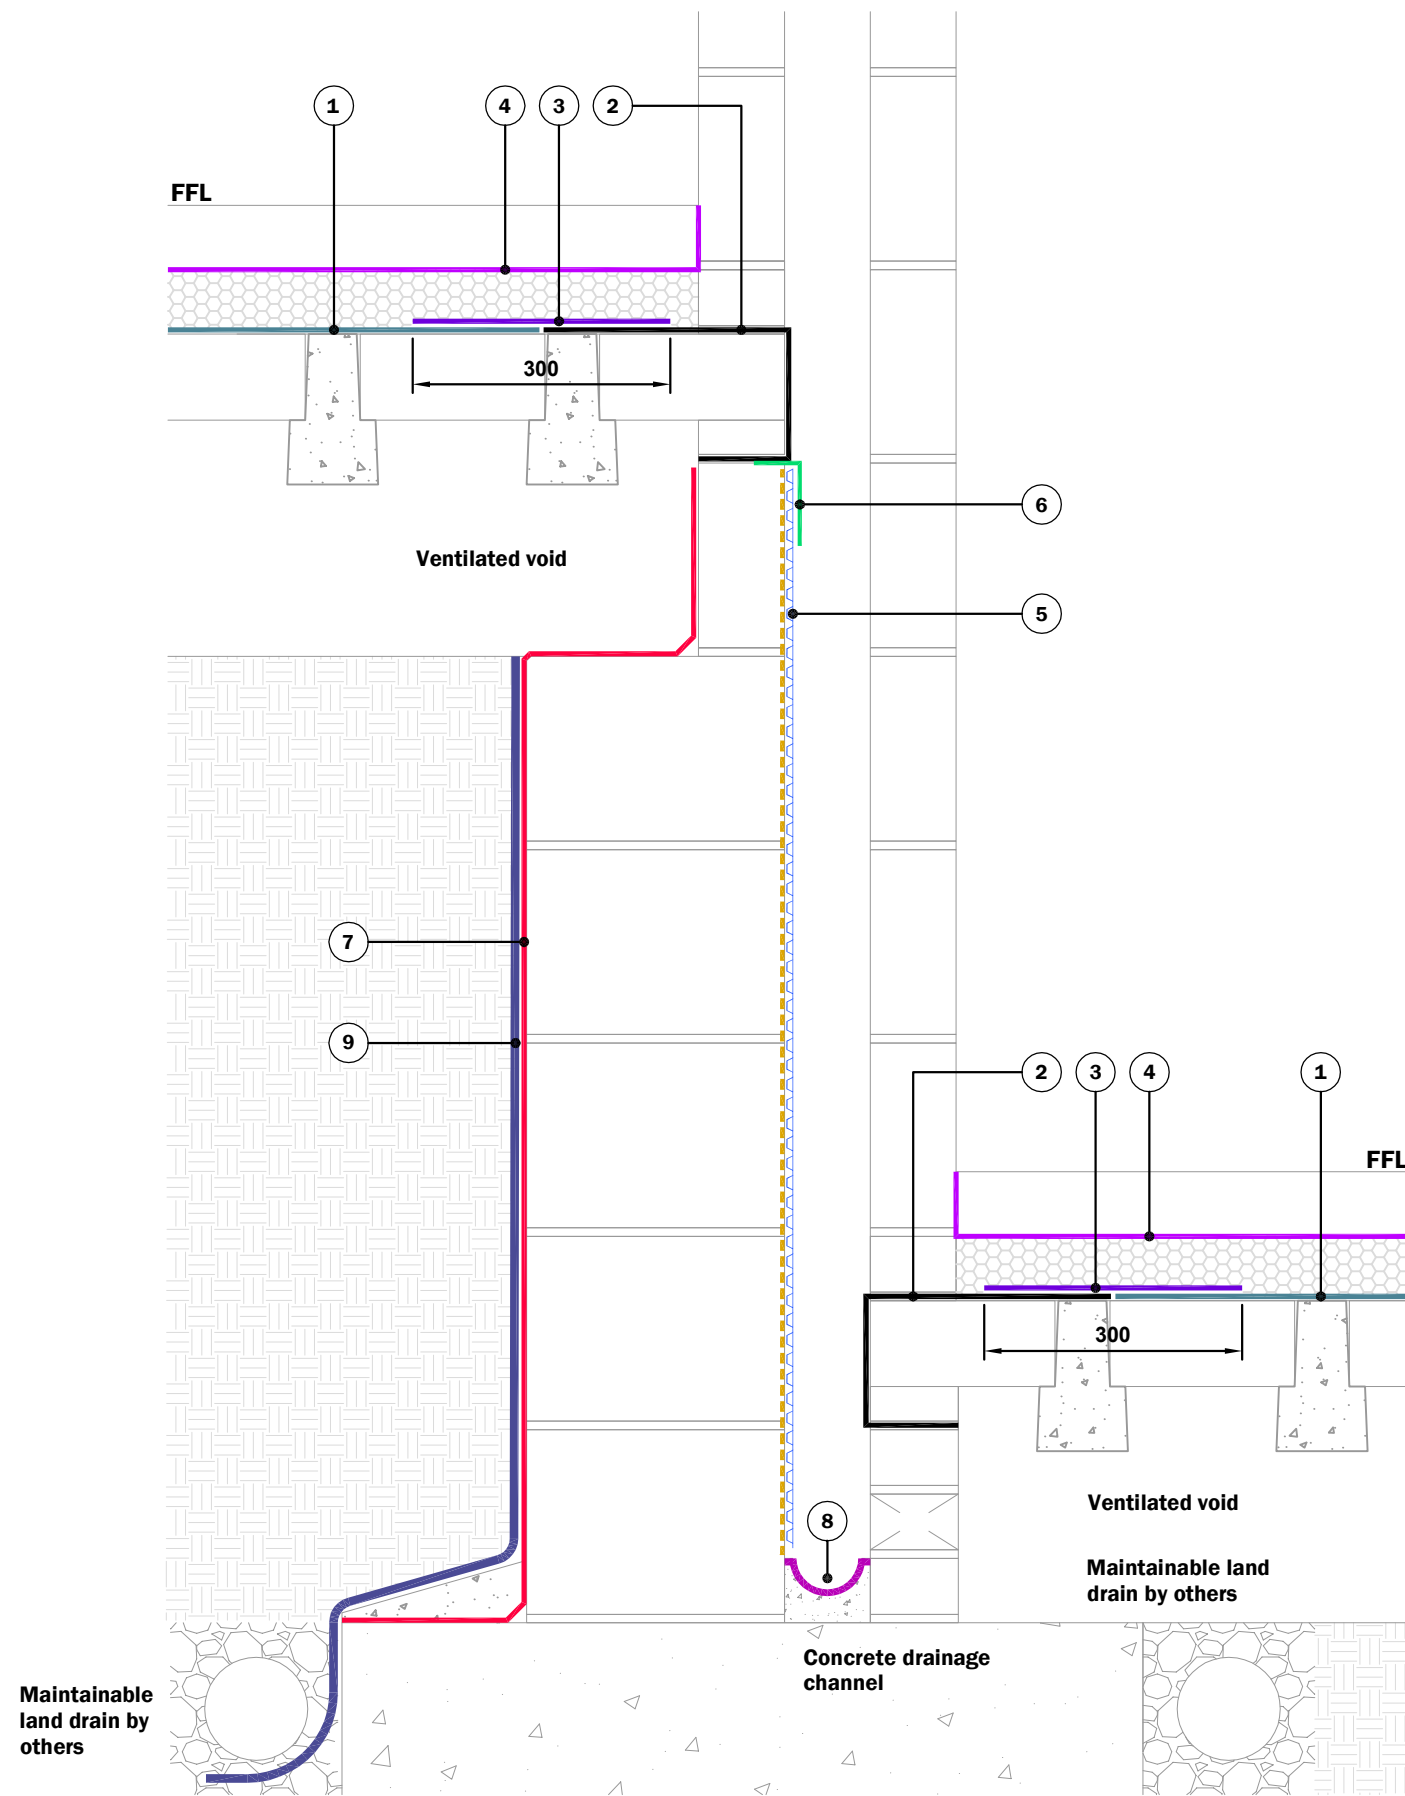 1
4
3
2
FFL
300
Ventilated void
6
5
7
9
2
3
4
1
FFL
300
8
Ventilated void
Maintainable land
drain by others
Concrete drainage
channel
Maintainable
land drain by
others